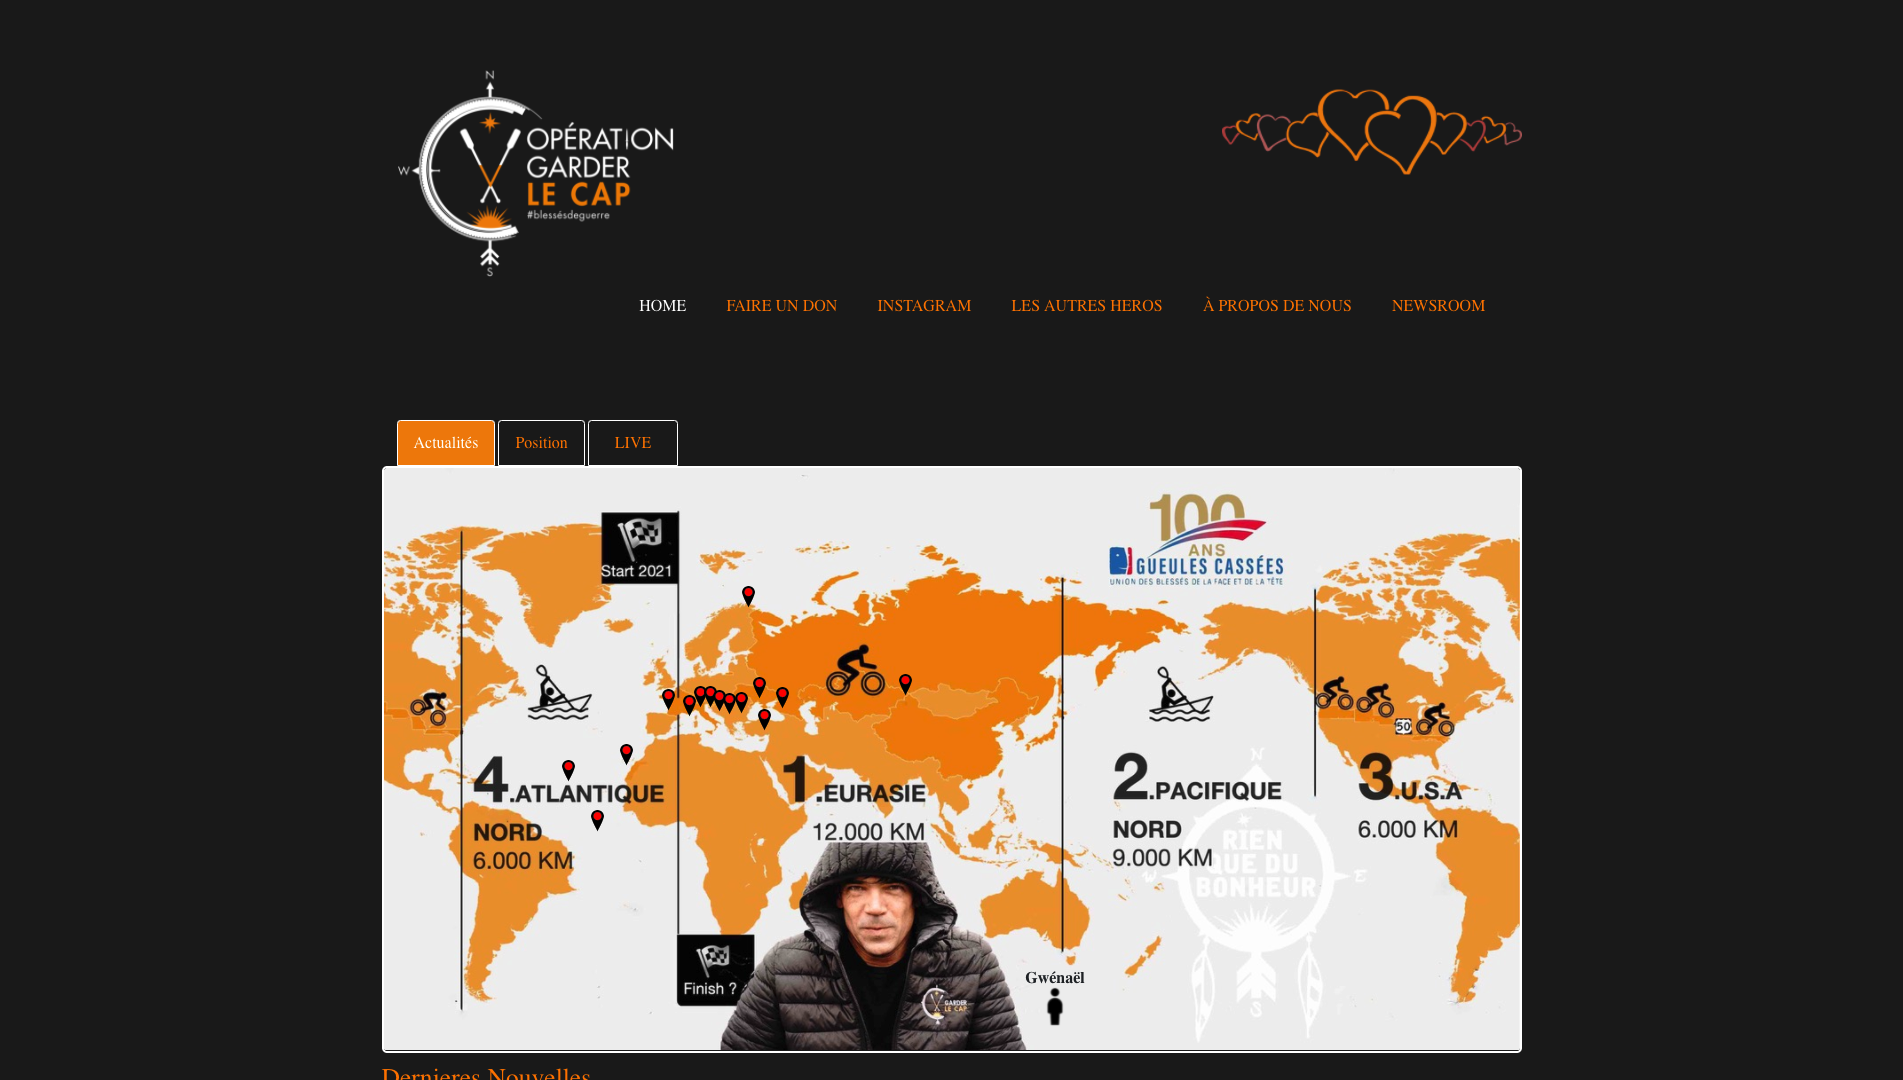 N
W
OPÉRATION
GARDER
LE CAP
#blessésdeguerre
S
HOME FAIRE UN DON INSTAGRAM LES AUTRES HEROS À PROPOS DE NOUS NEWSROOM
Actualités Position LIVE
100
ANS
GUEULES CASSÉES
UNION DES BLESSÉS DE LA FACE ET DE LA TÊTE
Start 2021
50
4.ATLANTIQUE
NORD
6.000 KM
1.EURASIE
12.000 KM
2.PACIFIQUE
NORD
9.000 KM
3.U.S.A
6.000 KM
N
W E
RIEN
QUE DU
BONHEUR
S
Finish ?
GARDER
LE CAP
Gwénaël
Dernieres Nouvelles